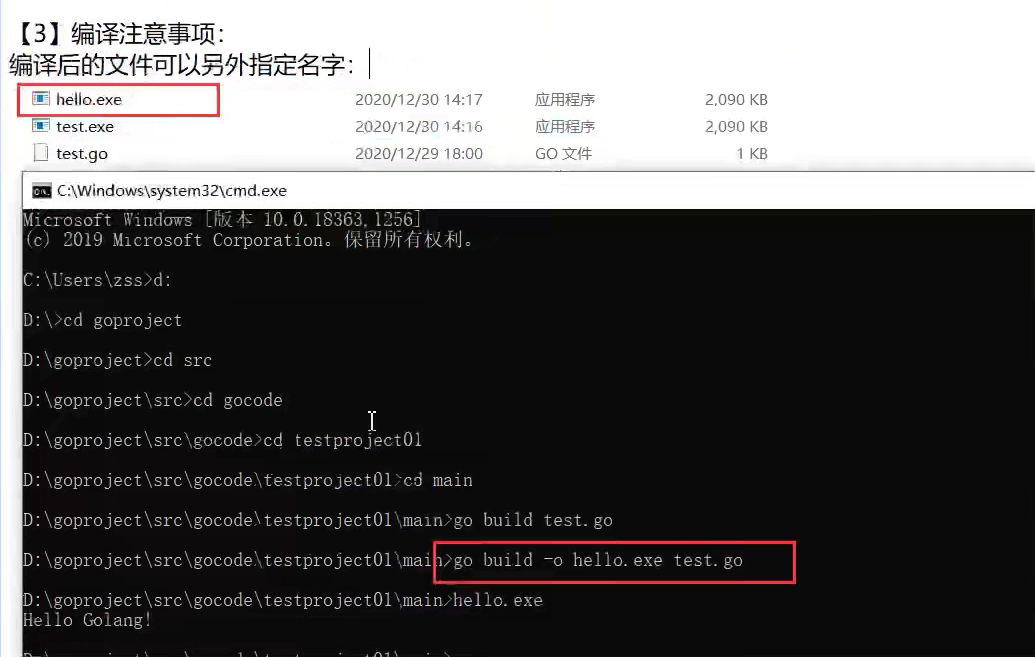 【3】编译注意事项：
编译后的文件可以另外指定名字：
hello.exe 2020/12/30 14:17 应用程序 2,090 KB
test.exe 2020/12/30 14:16 应用程序 2,090 KB
test.go 2020/12/29 18:00 GO 文件 1 KB
C:\Windows\system32\cmd.exe
Microsoft Windows [版本 10.0.18363.1256]
(c) 2019 Microsoft Corporation。保留所有权利。
C:\Users\zss>d:
D:\>cd goproject
D:\goproject>cd src
D:\goproject\src>cd gocode
D:\goproject\src\gocode>cd testproject01
D:\goproject\src\gocode\testproject01>cd main
D:\goproject\src\gocode\testproject01\main>go build test.go
D:\goproject\src\gocode\testproject01\main>go build -o hello.exe test.go
D:\goproject\src\gocode\testproject01\main>hello.exe
Hello Golang!